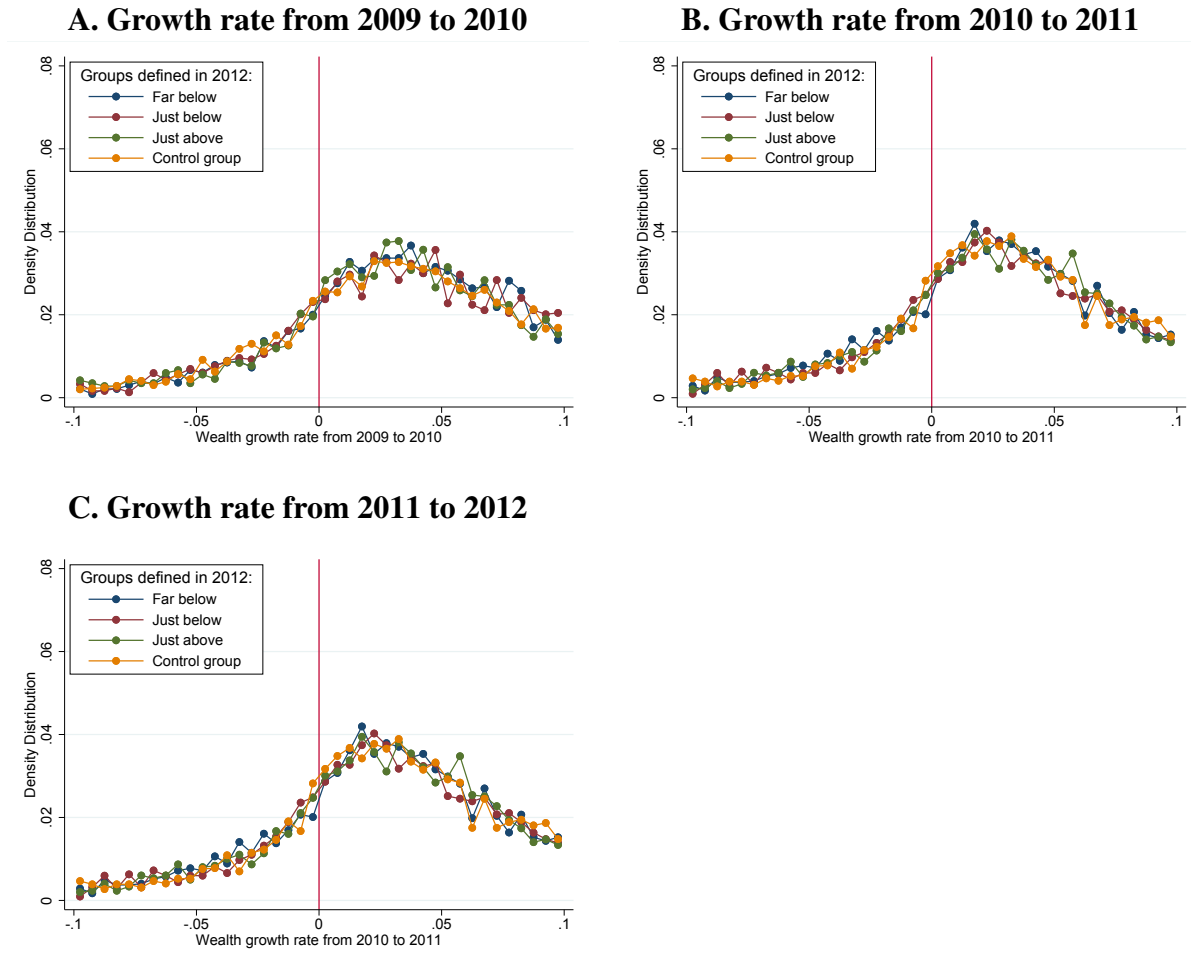 A. Growth rate from 2009 to 2010
Density Distribution
0 .02 .04 .06 .08
-.1 -.05 0 .05 .1
Wealth growth rate from 2009 to 2010
Groups defined in 2012:
Far below
Just below
Just above
Control group
B. Growth rate from 2010 to 2011
Density Distribution
0 .02 .04 .06 .08
-.1 -.05 0 .05 .1
Wealth growth rate from 2010 to 2011
Groups defined in 2012:
Far below
Just below
Just above
Control group
C. Growth rate from 2011 to 2012
Density Distribution
0 .02 .04 .06 .08
-.1 -.05 0 .05 .1
Wealth growth rate from 2010 to 2011
Groups defined in 2012:
Far below
Just below
Just above
Control group